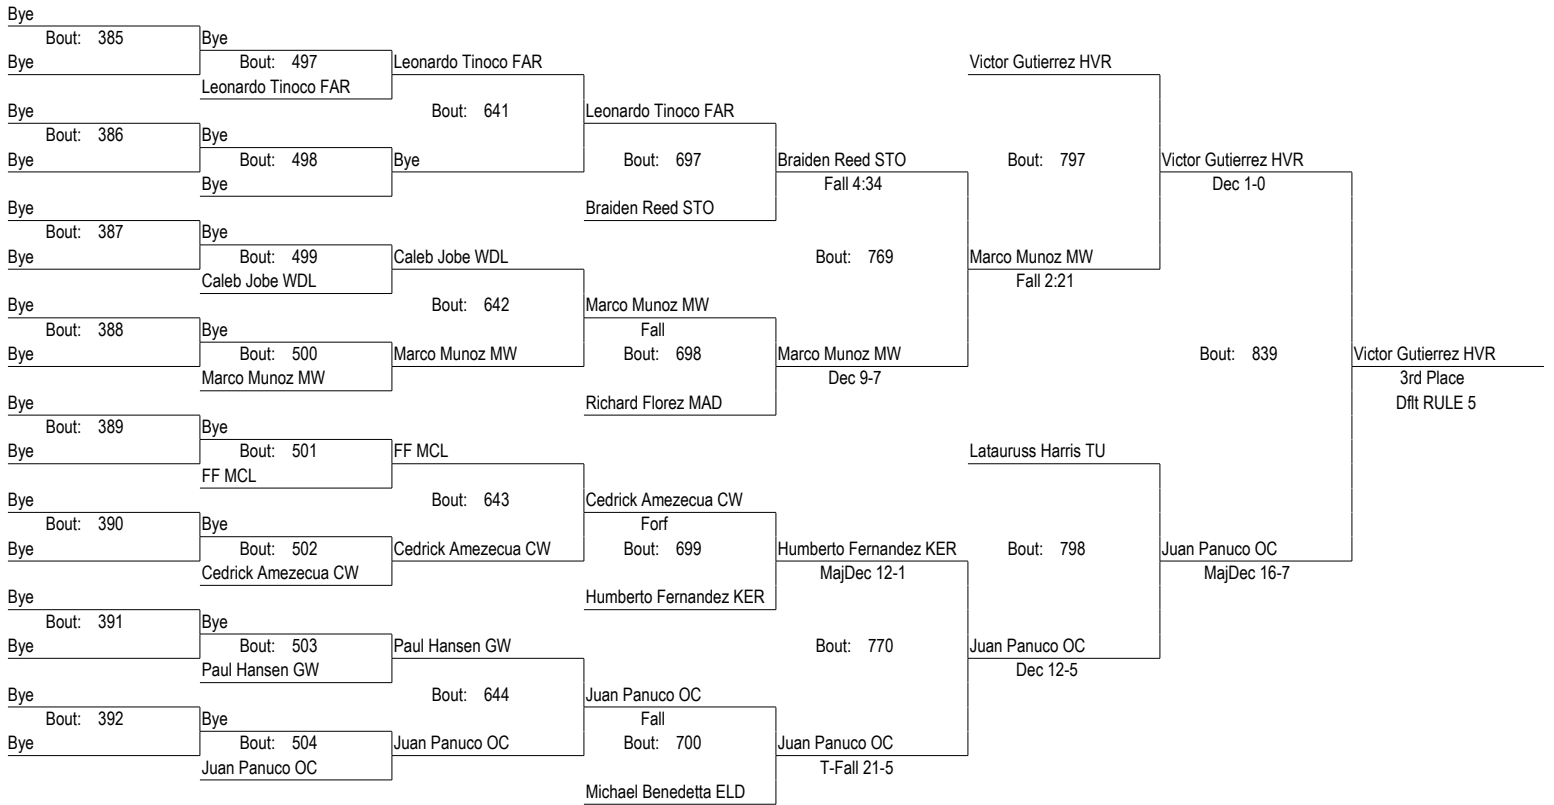 Bye
Bout: 385
Bye
Bye
Bout: 386
Bye
Bye
Bout: 387
Bye
Bye
Bout: 388
Bye
Bye
Bout: 389
Bye
Bye
Bout: 390
Bye
Bye
Bout: 391
Bye
Bye
Bout: 392
Bye
Bye
Bout: 497
Leonardo Tinoco FAR
Bye
Bout: 498
Bye
Bye
Bout: 499
Caleb Jobe WDL
Bye
Bout: 500
Marco Munoz MW
Bye
Bout: 501
FF MCL
Bye
Bout: 502
Cedrick Amezecua CW
Bye
Bout: 503
Paul Hansen GW
Bye
Bout: 504
Juan Panuco OC
Leonardo Tinoco FAR
Bout: 641
Bye
Caleb Jobe WDL
Bout: 642
Marco Munoz MW
FF MCL
Bout: 643
Cedrick Amezecua CW
Paul Hansen GW
Bout: 644
Juan Panuco OC
Leonardo Tinoco FAR
Bout: 697
Braiden Reed STO
Marco Munoz MW
Fall
Bout: 698
Richard Florez MAD
Cedrick Amezecua CW
Forf
Bout: 699
Humberto Fernandez KER
Juan Panuco OC
Fall
Bout: 700
Michael Benedetta ELD
Braiden Reed STO
Fall 4:34
Bout: 769
Marco Munoz MW
Dec 9-7
Humberto Fernandez KER
MajDec 12-1
Bout: 770
Juan Panuco OC
T-Fall 21-5
Victor Gutierrez HVR
Bout: 797
Marco Munoz MW
Fall 2:21
Latauruss Harris TU
Bout: 798
Juan Panuco OC
Dec 12-5
Victor Gutierrez HVR
Dec 1-0
Bout: 839
Juan Panuco OC
MajDec 16-7
Victor Gutierrez HVR
3rd Place
Dflt RULE 5